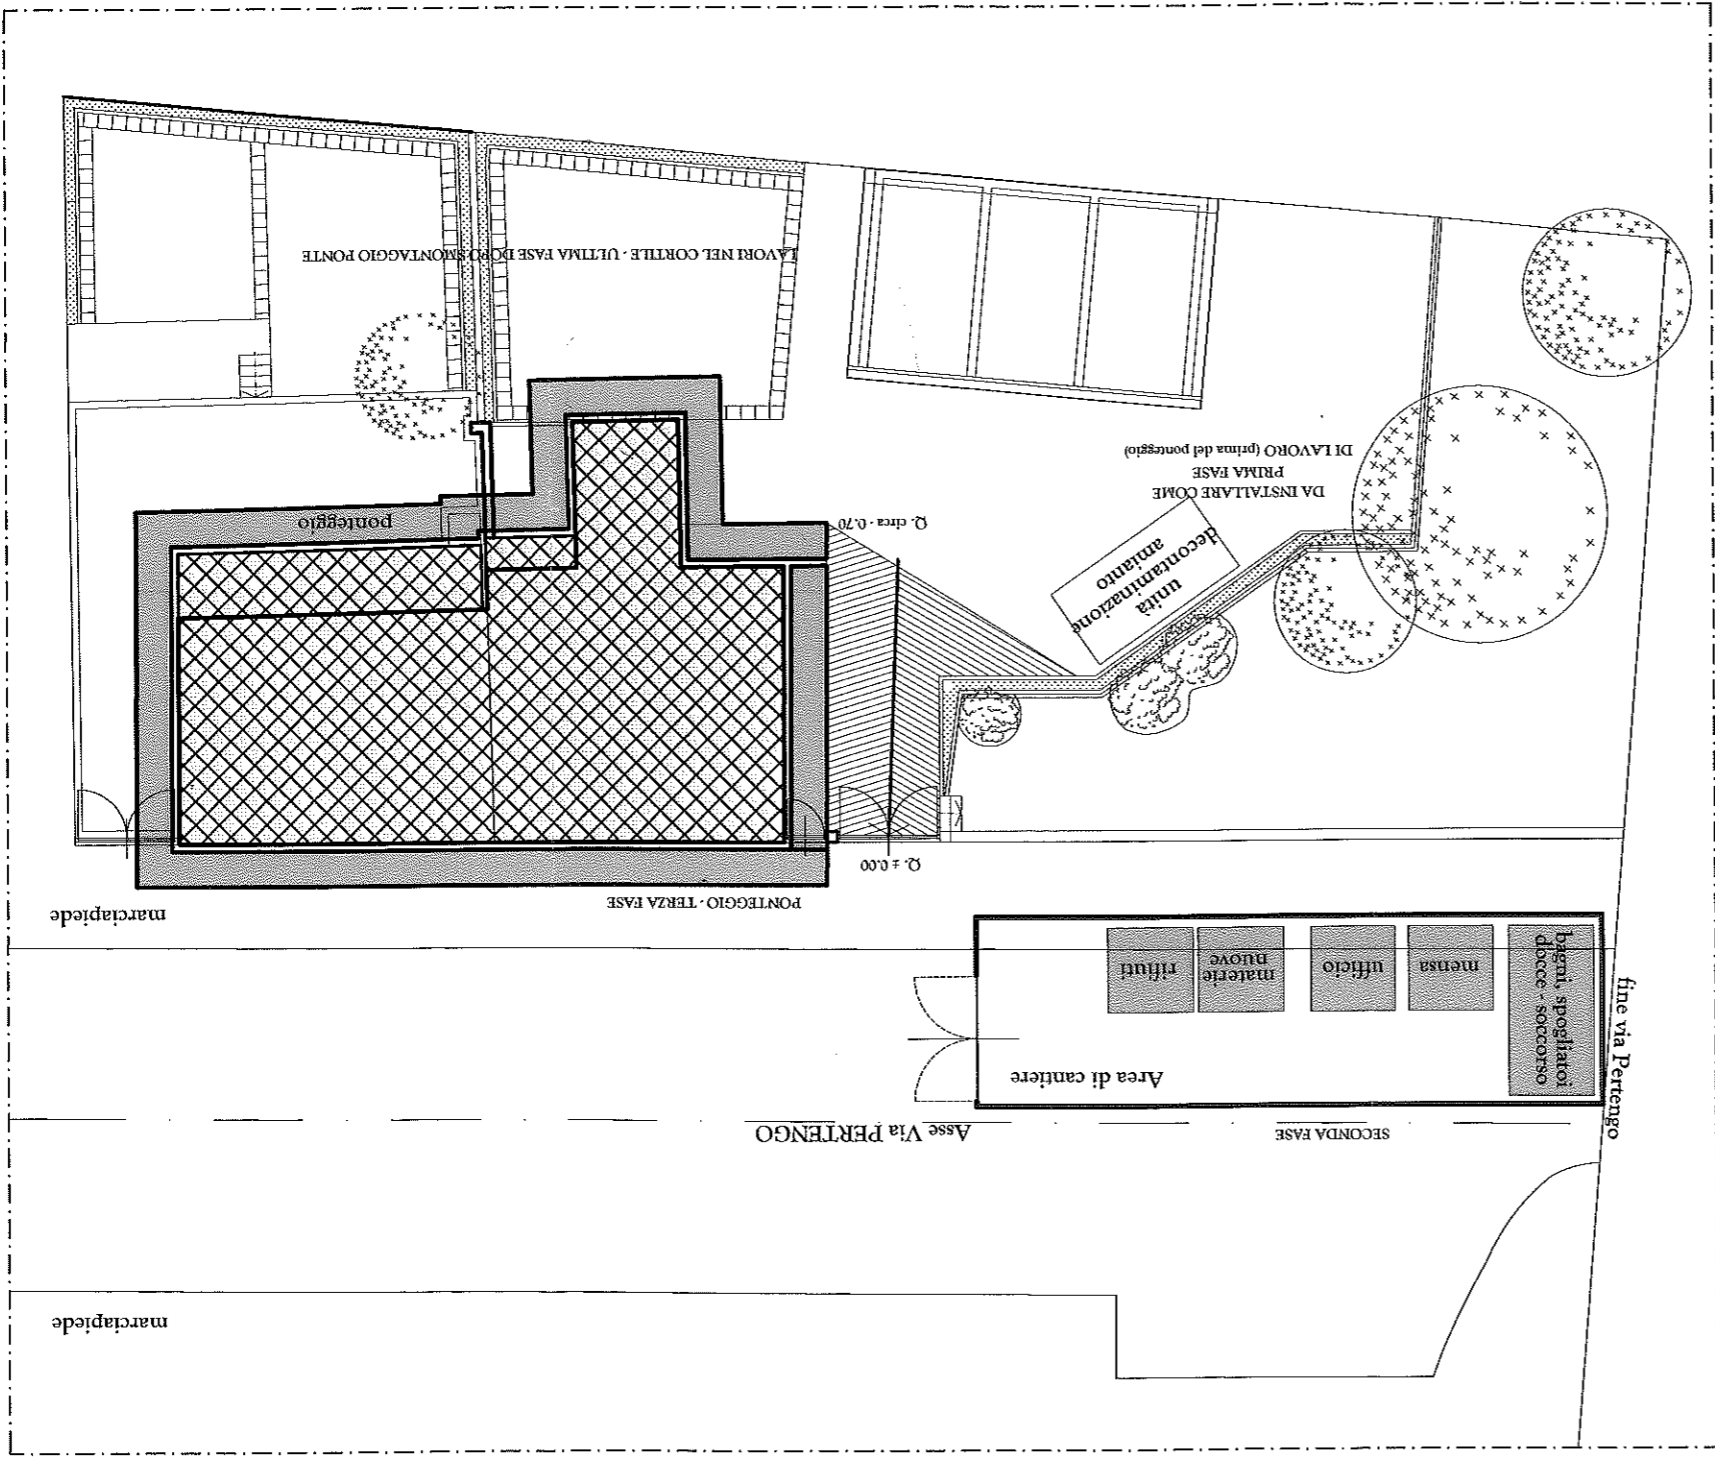 marciapiede
SECONDA FASE
Asse Via PERTENGO
fine via Pertengo
Area di cantiere
bagni, spogliatoi
docce - soccorso
mensa
ufficio
materie
nuove
rifiuti
marciapiede
PONTEGGIO - TERZA FASE
Q. ± 0.00
unità
decontaminazione
amianto
Q. circa - 0.70
ponteggio
DA INSTALLARE COME
PRIMA FASE
DI LAVORO (prima del ponteggio)
LAVORI NEL CORTILE - ULTIMA FASE DOPO SMONTAGGIO PONTE